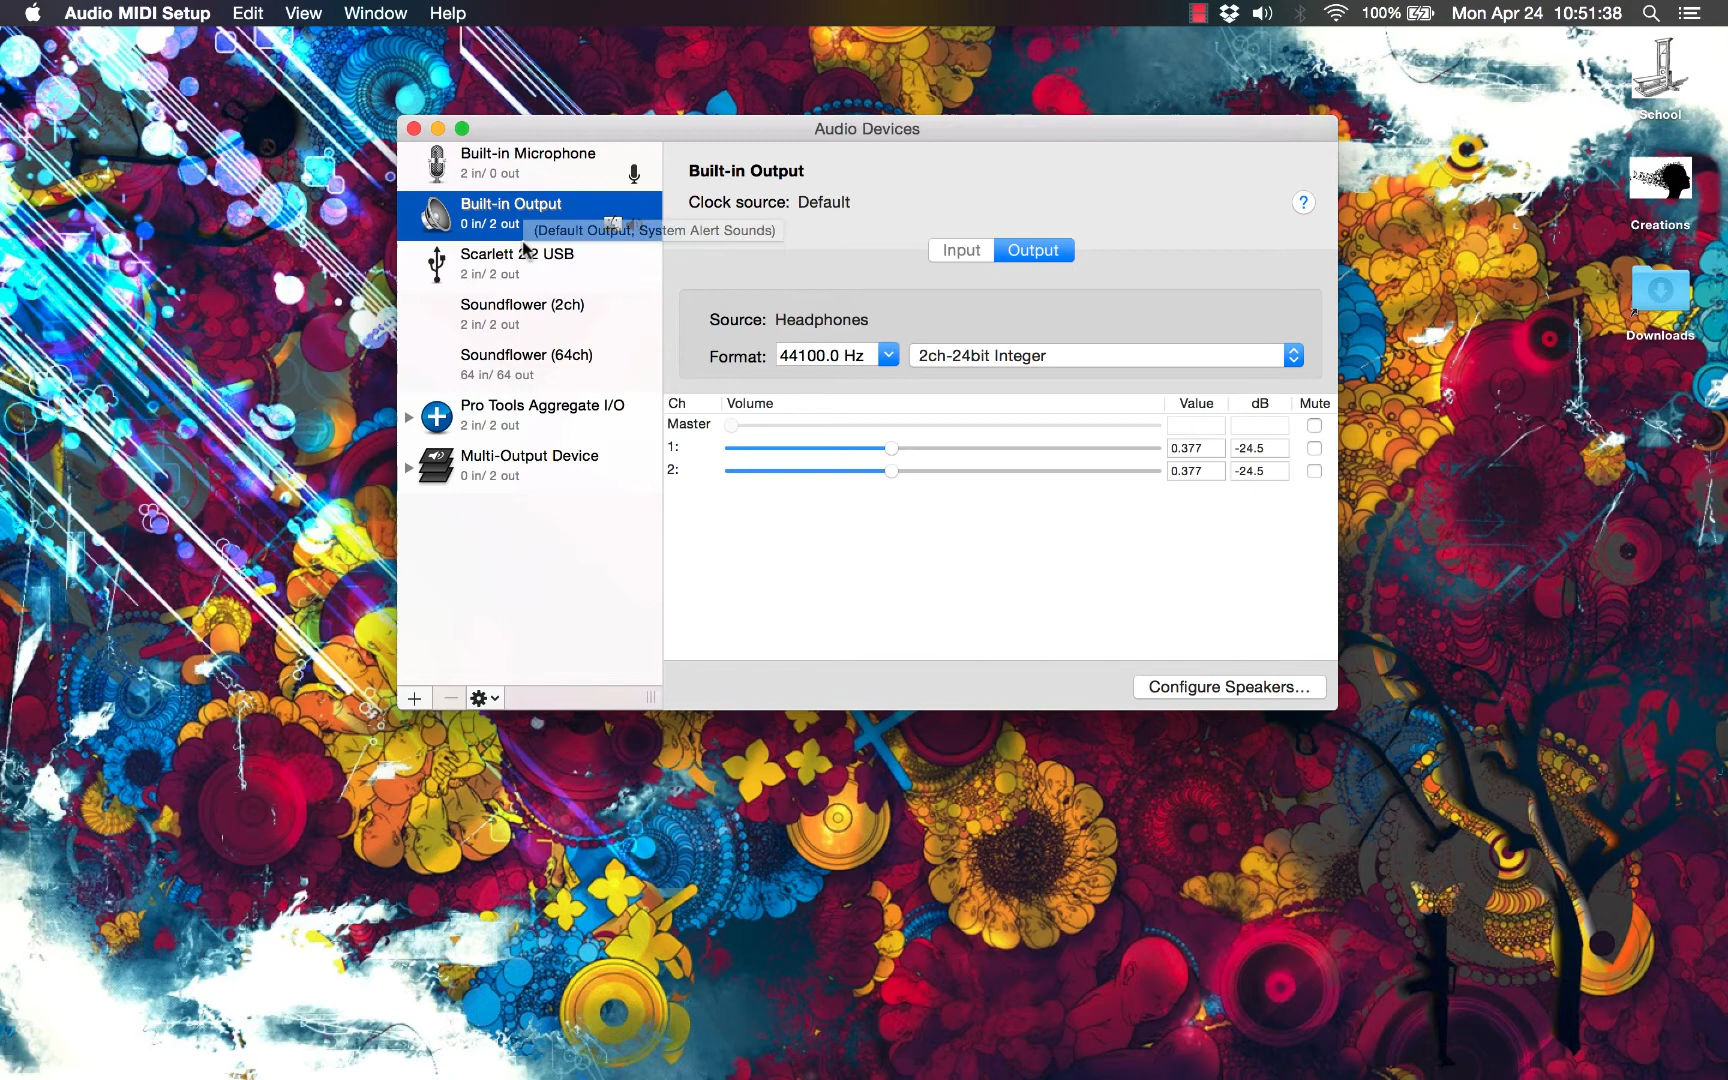 Audio MIDI Setup Edit View Window Help 100% Mon Apr 24 10:51:38
School
Creations
Downloads
Audio Devices
Built-in Microphone
2 in/ 0 out
Built-in Output
0 in/ 2 out
(Default Output, System Alert Sounds)
Scarlett 2i2 USB
2 in/ 2 out
Soundflower (2ch)
2 in/ 2 out
Soundflower (64ch)
64 in/ 64 out
Pro Tools Aggregate I/O
2 in/ 2 out
Multi-Output Device
0 in/ 2 out
Built-in Output
Clock source: Default
?
Input Output
Source: Headphones
Format: 44100.0 Hz 2ch-24bit Integer
Ch Volume Value dB Mute
Master
1: 0.377 -24.5
2: 0.377 -24.5
Configure Speakers...